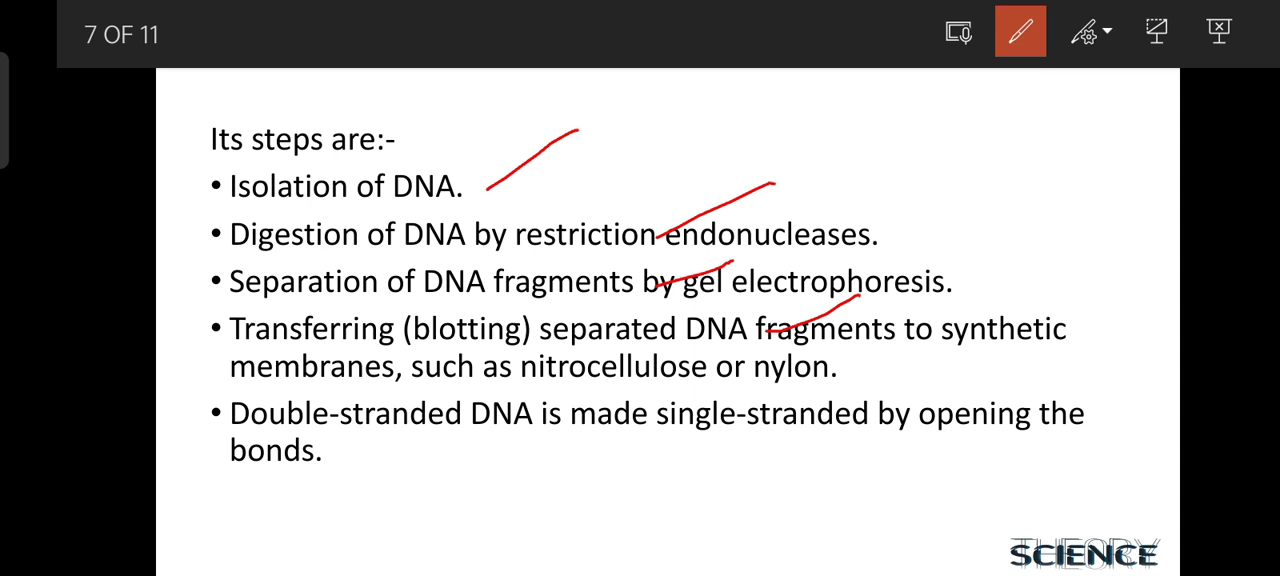 7 OF 11
Its steps are:-
• Isolation of DNA.
• Digestion of DNA by restriction endonucleases.
• Separation of DNA fragments by gel electrophoresis.
• Transferring (blotting) separated DNA fragments to synthetic
membranes, such as nitrocellulose or nylon.
• Double-stranded DNA is made single-stranded by opening the
bonds.
THEORY
SCIENCE